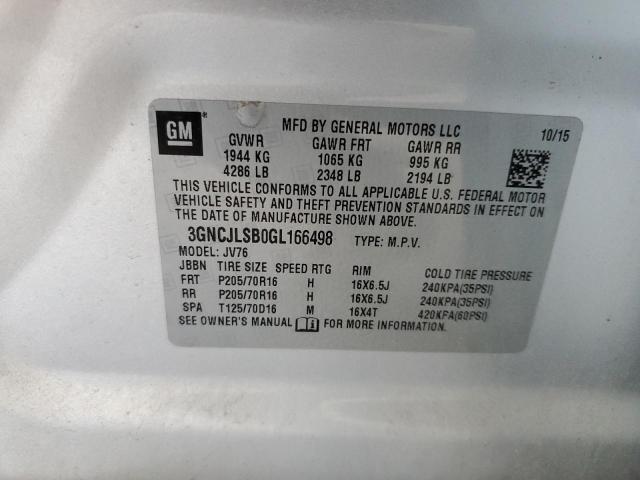 GM ® MFD BY GENERAL MOTORS LLC 10/15
GVWR GAWR FRT GAWR RR
1944 KG 1065 KG 995 KG
4286 LB 2348 LB 2194 LB
THIS VEHICLE CONFORMS TO ALL APPLICABLE U.S. FEDERAL MOTOR
VEHICLE SAFETY AND THEFT PREVENTION STANDARDS IN EFFECT ON
THE DATE OF MANUFACTURE SHOWN ABOVE.
3GNCJLSB0GL166498 TYPE: M.P.V.
MODEL: JV76
JBBN TIRE SIZE SPEED RTG RIM COLD TIRE PRESSURE
FRT P205/70R16 H 16X6.5J 240KPA(35PSI)
RR P205/70R16 H 16X6.5J 240KPA(35PSI)
SPA T125/70D16 M 16X4T 420KPA(60PSI)
SEE OWNER'S MANUAL FOR MORE INFORMATION.